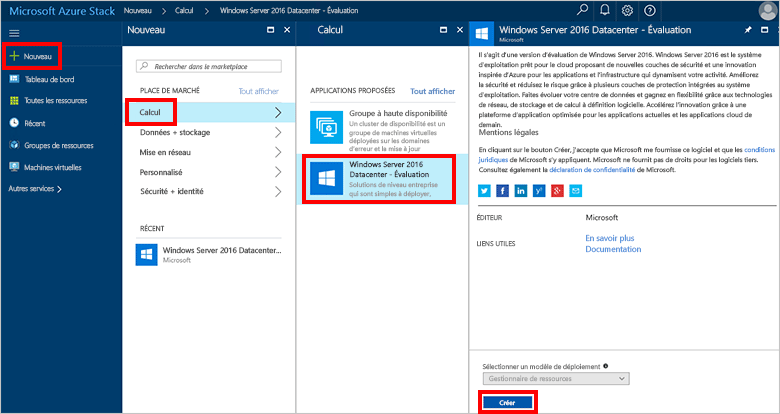 Microsoft Azure Stack
Nouveau
Calcul
Windows Server 2016 Datacenter - Évaluation
Nouveau
Tableau de bord
Toutes les ressources
Récent
Groupes de ressources
Machines virtuelles
Autres services
Nouveau
Rechercher dans le marketplace
PLACE DE MARCHÉ
Tout afficher
Calcul
Données + stockage
Mise en réseau
Personnalisé
Sécurité + identité
RÉCENT
Windows Server 2016 Datacenter...
Microsoft
Calcul
APPLICATIONS PROPOSÉES
Tout afficher
Groupe à haute disponibilité
Un cluster de disponibilité est un
groupe de machines virtuelles
déployées sur les domaines
d'erreur et la mise à jour
Windows Server 2016
Datacenter - Évaluation
Solutions de niveau entreprise
qui sont simples à déployer,
Windows Server 2016 Datacenter - Évaluation
Microsoft
Il s'agit d'une version d'évaluation de Windows Server 2016. Windows Server 2016 est le système
d'exploitation prêt pour le cloud proposant de nouvelles couches de sécurité et une innovation
inspirée d'Azure pour les applications et l'infrastructure qui dynamisent votre activité. Améliorez
la sécurité et réduisez le risque grâce à plusieurs couches de protection intégrées au système
d'exploitation. Faites évoluer votre centre de données et gagnez en flexibilité grâce aux technologies
de réseau, de stockage et de calcul à définition logicielle. Accélérez l'innovation grâce à une
plateforme d'application optimisée pour les applications actuelles et les applications cloud de
demain.
Mentions légales
En cliquant sur le bouton Créer, j'accepte que Microsoft me fournisse ce logiciel et que les conditions
juridiques de Microsoft s'y appliquent. Microsoft ne fournit pas de droits pour les logiciels tiers.
Consultez également la déclaration de confidentialité de Microsoft.
ÉDITEUR
Microsoft
LIENS UTILES
En savoir plus
Documentation
Sélectionner un modèle de déploiement
Gestionnaire de ressources
Créer